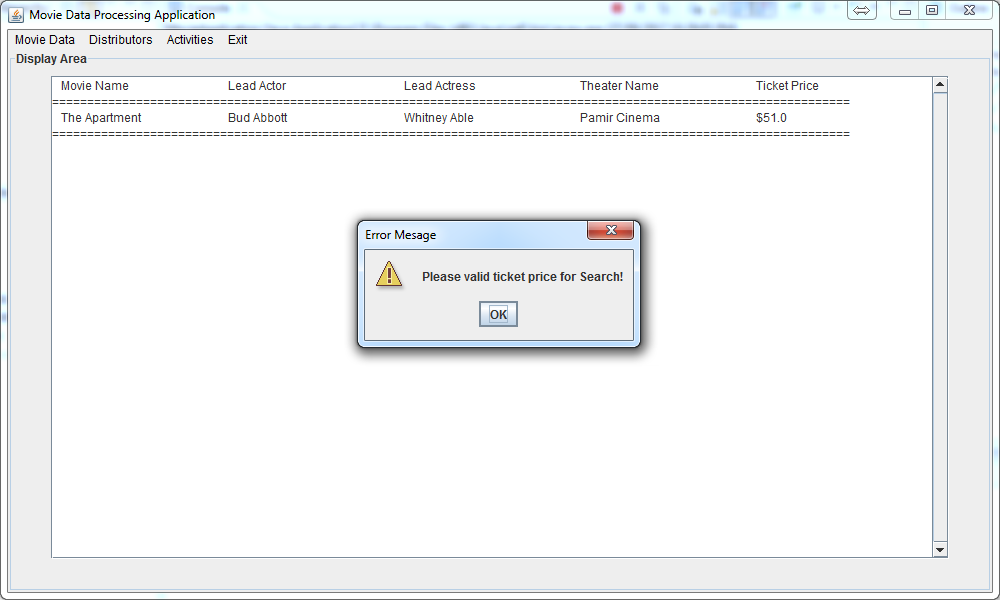 Movie Data Processing Application
Movie Data Distributors Activities Exit
Display Area
Movie Name Lead Actor Lead Actress Theater Name Ticket Price
==================================================================================================
The Apartment Bud Abbott Whitney Able Pamir Cinema $51.0
==================================================================================================
Error Mesage
Please valid ticket price for Search!
OK